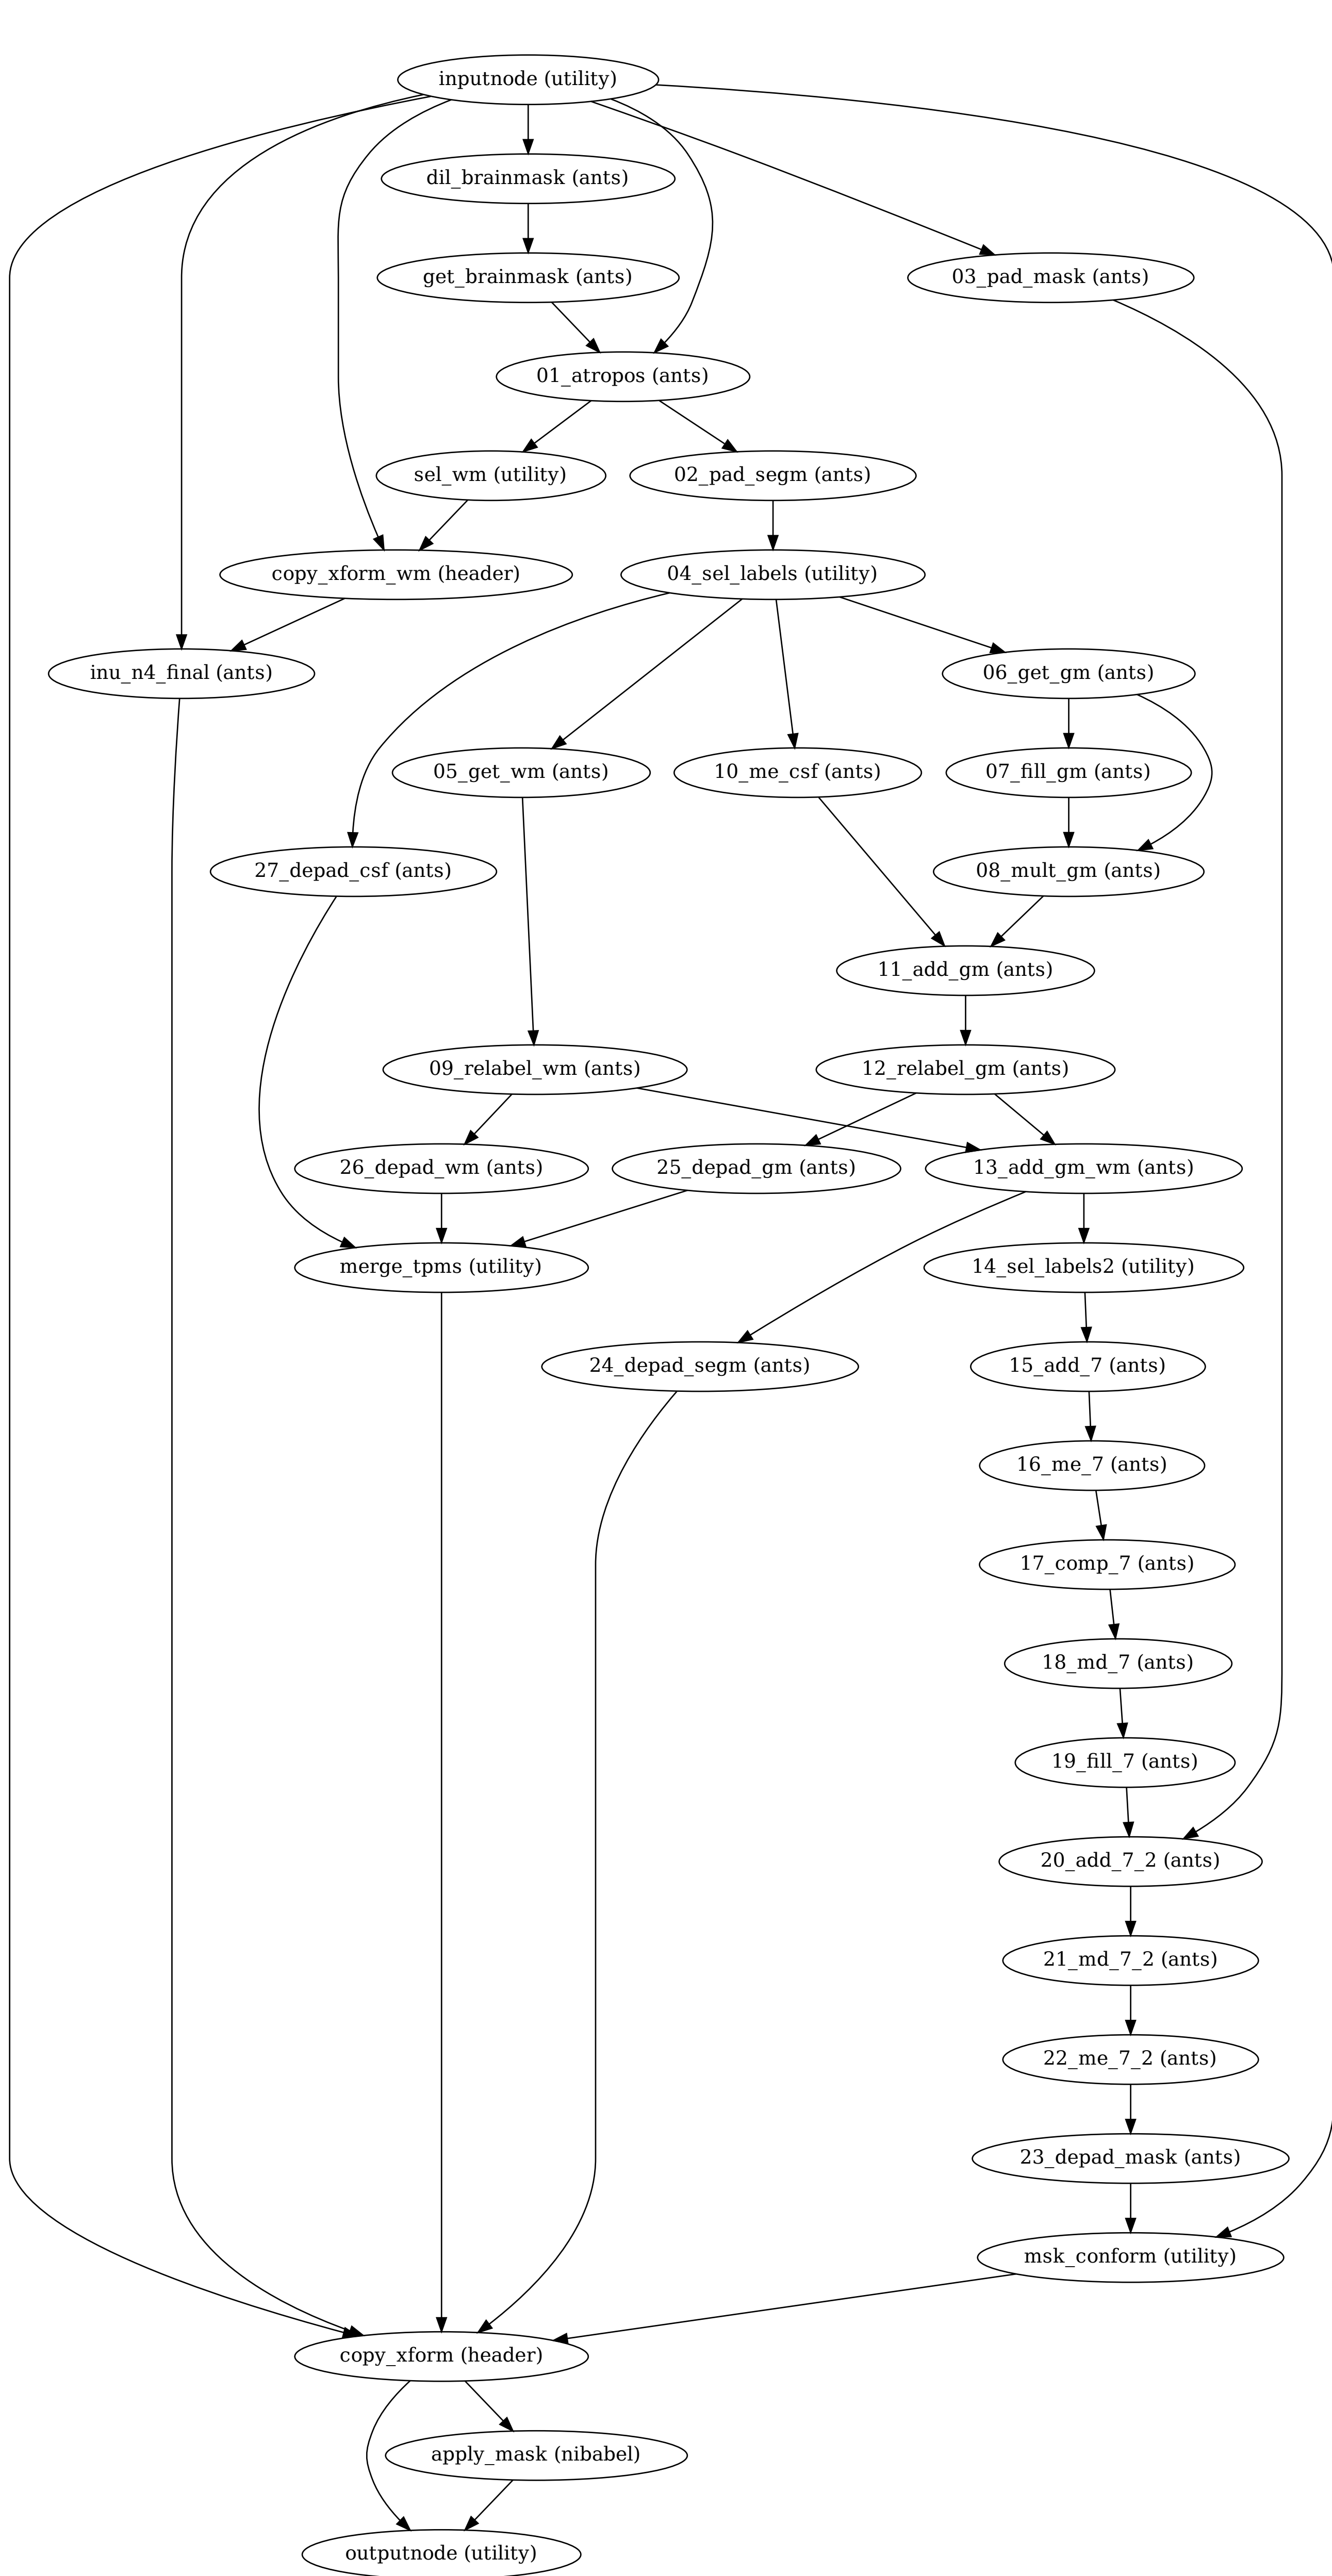 inputnode (utility)
dil_brainmask (ants)
get_brainmask (ants)
03_pad_mask (ants)
01_atropos (ants)
sel_wm (utility)
02_pad_segm (ants)
copy_xform_wm (header)
04_sel_labels (utility)
inu_n4_final (ants)
06_get_gm (ants)
05_get_wm (ants)
10_me_csf (ants)
07_fill_gm (ants)
27_depad_csf (ants)
08_mult_gm (ants)
11_add_gm (ants)
09_relabel_wm (ants)
12_relabel_gm (ants)
26_depad_wm (ants)
25_depad_gm (ants)
13_add_gm_wm (ants)
merge_tpms (utility)
14_sel_labels2 (utility)
24_depad_segm (ants)
15_add_7 (ants)
16_me_7 (ants)
17_comp_7 (ants)
18_md_7 (ants)
19_fill_7 (ants)
20_add_7_2 (ants)
21_md_7_2 (ants)
22_me_7_2 (ants)
23_depad_mask (ants)
msk_conform (utility)
copy_xform (header)
apply_mask (nibabel)
outputnode (utility)